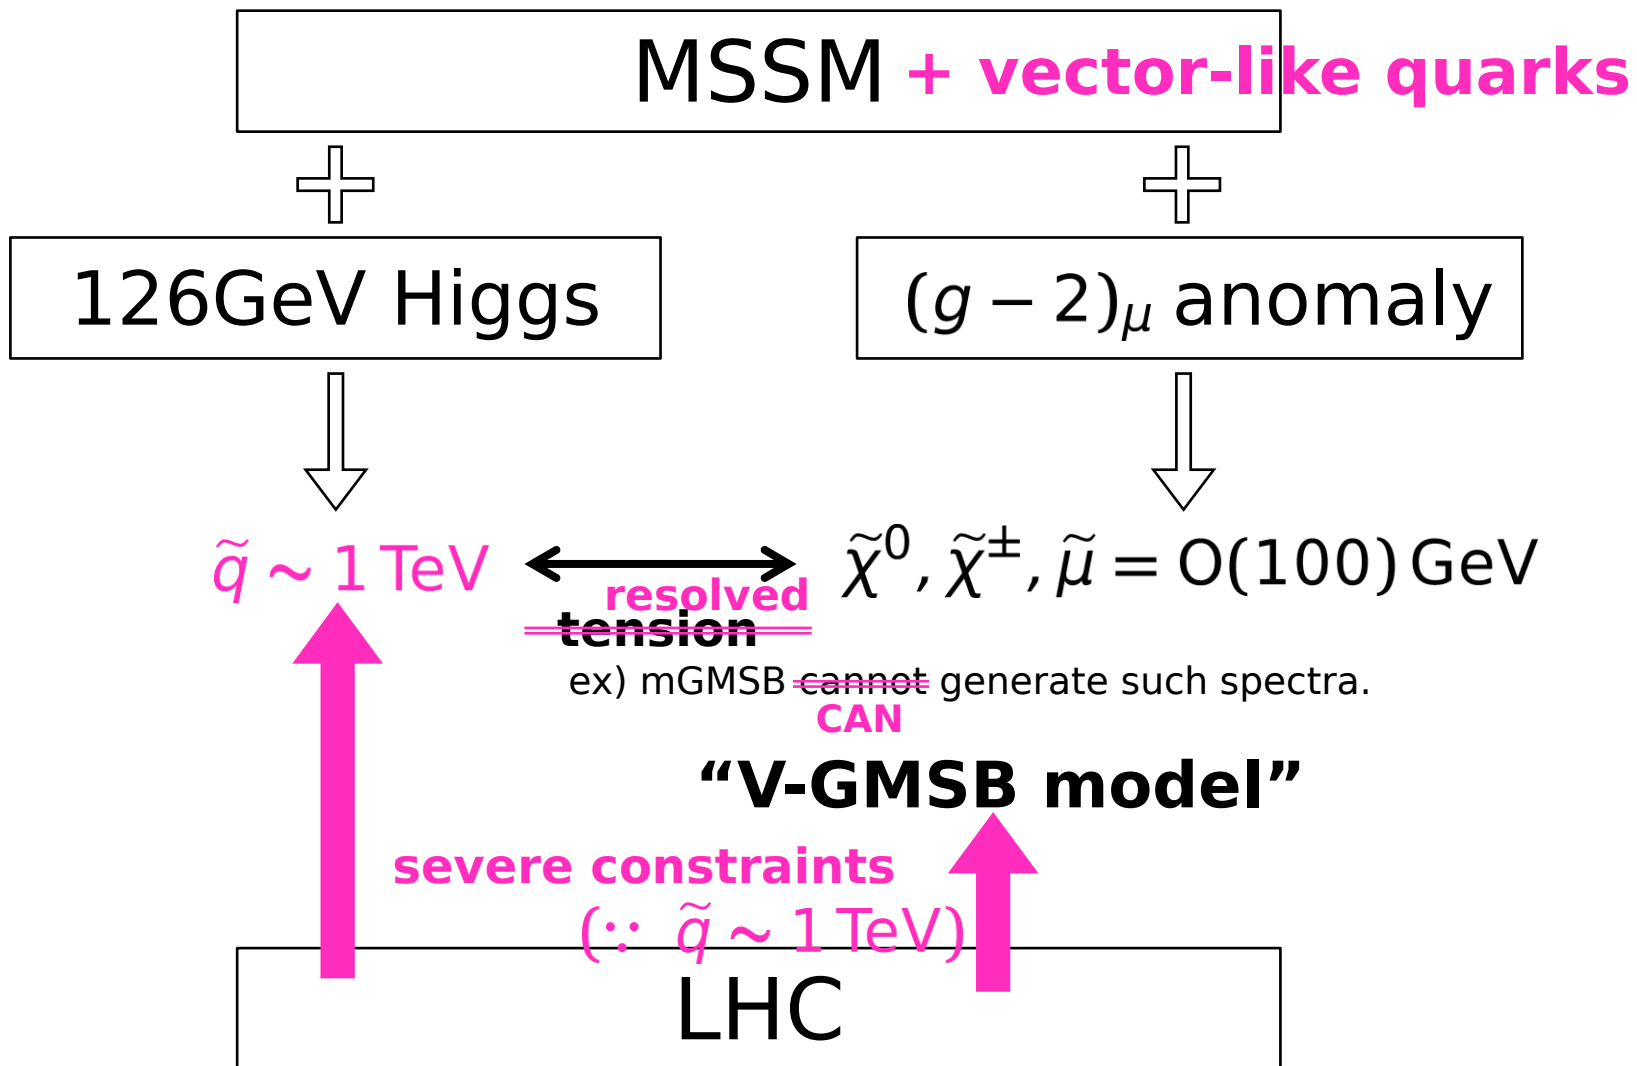 MSSM + vector-like quarks
126GeV Higgs
(g − 2)μ anomaly
q̃ ~ 1 TeV
χ̃⁰, χ̃±, μ̃ = O(100) GeV
resolved
tension
ex) mGMSB cannot generate such spectra.
CAN
“V-GMSB model”
severe constraints
(∵ q̃ ~ 1 TeV)
LHC